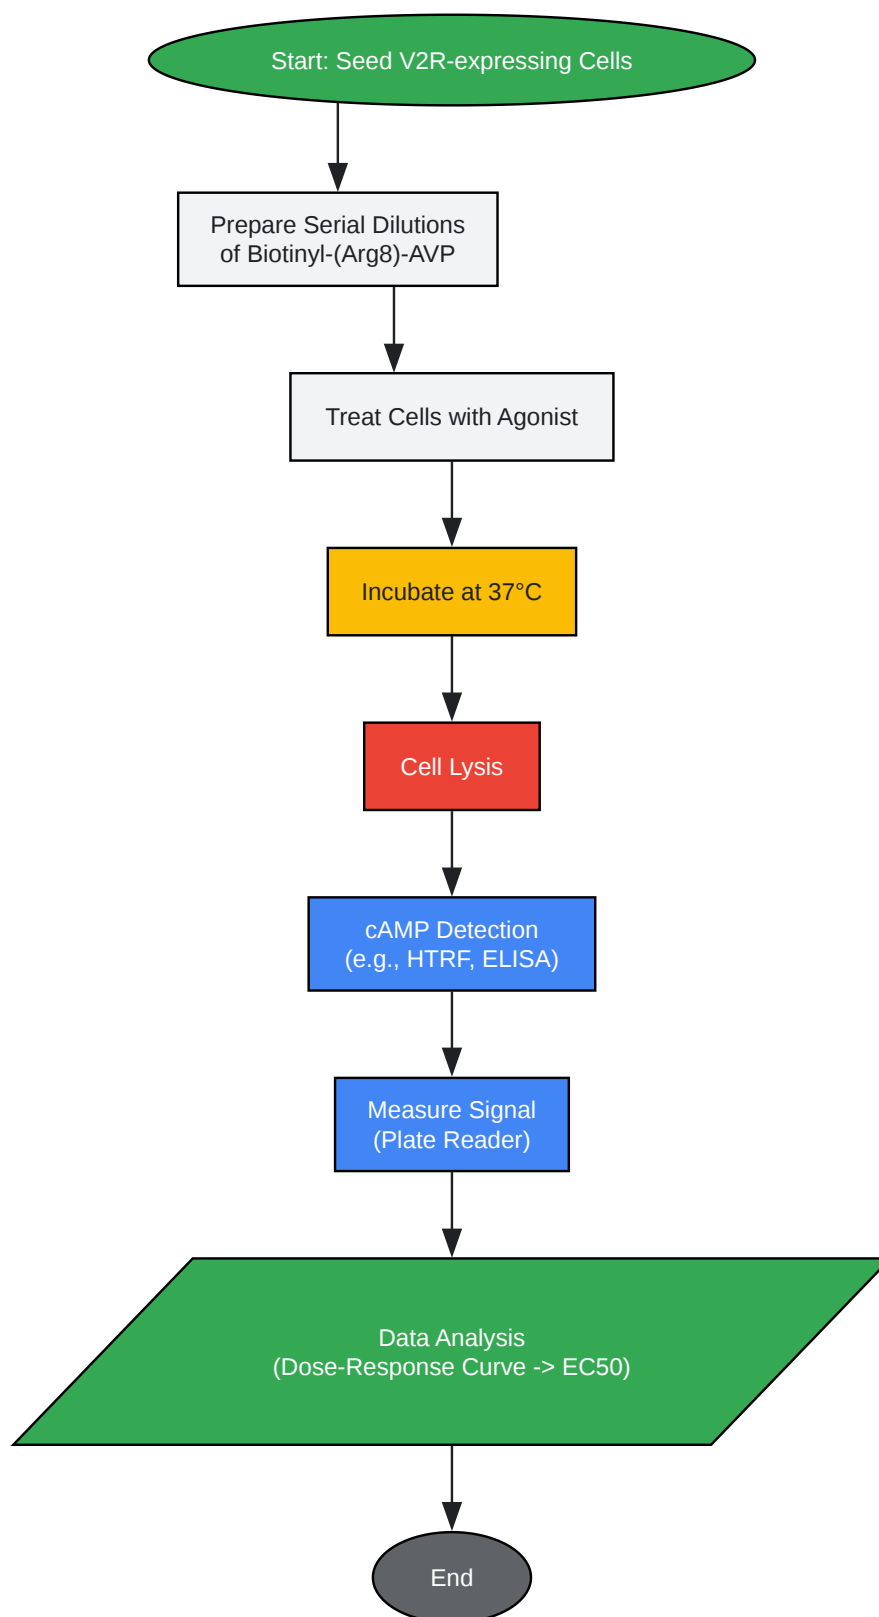 Start: Seed V2R-expressing Cells
Prepare Serial Dilutions
of Biotinyl-(Arg8)-AVP
Treat Cells with Agonist
Incubate at 37°C
Cell Lysis
cAMP Detection
(e.g., HTRF, ELISA)
Measure Signal
(Plate Reader)
Data Analysis
(Dose-Response Curve -> EC50)
End